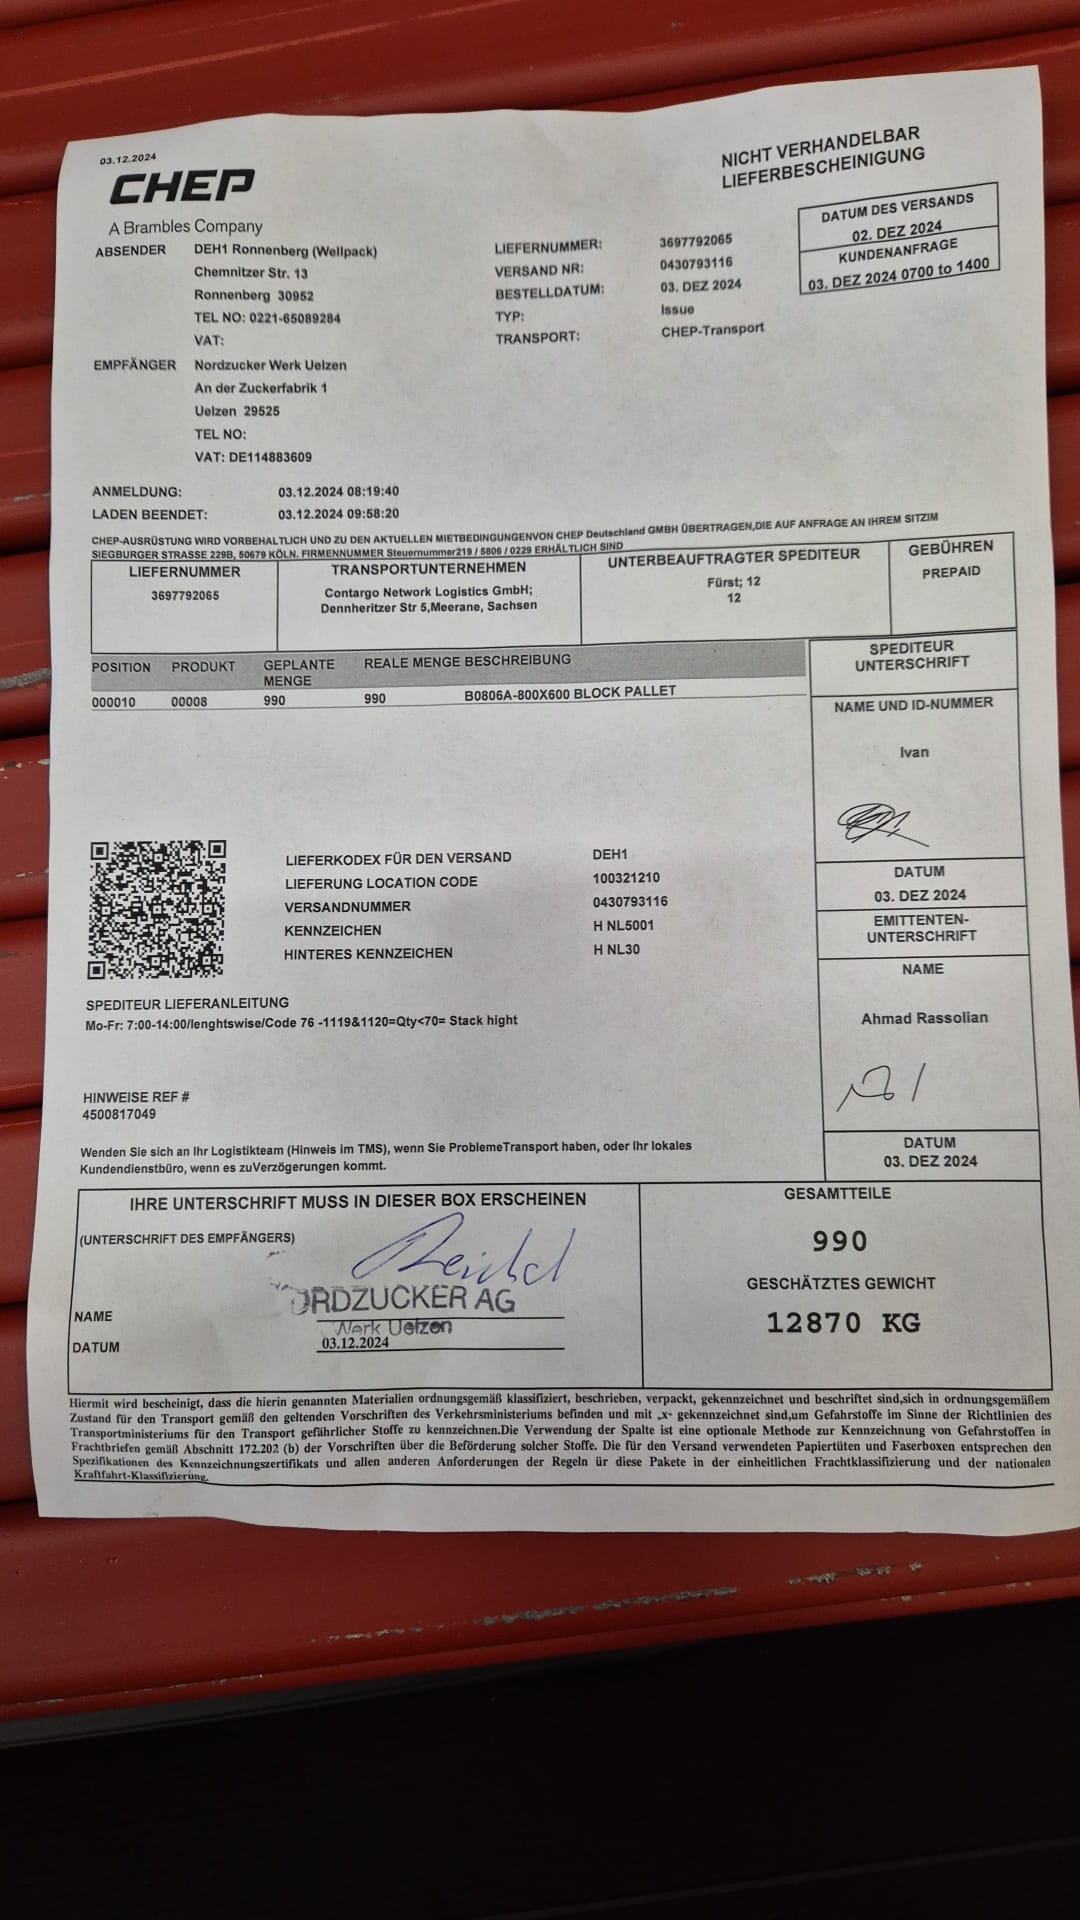 03.12.2024
CHEP
A Brambles Company
NICHT VERHANDELBAR
LIEFERBESCHEINIGUNG
DATUM DES VERSANDS
02. DEZ 2024
KUNDENANFRAGE
03. DEZ 2024 0700 to 1400
ABSENDER DEH1 Ronnenberg (Wellpack)
Chemnitzer Str. 13
Ronnenberg 30952
TEL NO: 0221-65089284
VAT:
LIEFERNUMMER: 3697792065
VERSAND NR: 0430793116
BESTELLDATUM: 03. DEZ 2024
TYP: Issue
TRANSPORT: CHEP-Transport
EMPFÄNGER Nordzucker Werk Uelzen
An der Zuckerfabrik 1
Uelzen 29525
TEL NO:
VAT: DE114883609
ANMELDUNG: 03.12.2024 08:19:40
LADEN BEENDET: 03.12.2024 09:58:20
CHEP-AUSRÜSTUNG WIRD VORBEHALTLICH UND ZU DEN AKTUELLEN MIETBEDINGUNGENVON CHEP Deutschland GMBH ÜBERTRAGEN,DIE AUF ANFRAGE AN IHREM SITZIM
SIEGBURGER STRASSE 229B, 50679 KÖLN. FIRMENNUMMER Steuernummer219 / 5806 / 0229 ERHÄLTLICH SIND
LIEFERNUMMER TRANSPORTUNTERNEHMEN UNTERBEAUFTRAGTER SPEDITEUR GEBÜHREN
3697792065 Contargo Network Logistics GmbH; Fürst; 12 PREPAID
Dennheritzer Str 5,Meerane, Sachsen 12
POSITION PRODUKT GEPLANTE MENGE REALE MENGE BESCHREIBUNG
000010 00008 990 990 B0806A-800X600 BLOCK PALLET
SPEDITEUR
UNTERSCHRIFT
NAME UND ID-NUMMER
Ivan
DATUM
03. DEZ 2024
EMITTENTEN-
UNTERSCHRIFT
NAME
Ahmad Rassolian
DATUM
03. DEZ 2024
LIEFERKODEX FÜR DEN VERSAND DEH1
LIEFERUNG LOCATION CODE 100321210
VERSANDNUMMER 0430793116
KENNZEICHEN H NL5001
HINTERES KENNZEICHEN H NL30
SPEDITEUR LIEFERANLEITUNG
Mo-Fr: 7:00-14:00/lenghtswise/Code 76 -1119&1120=Qty<70= Stack hight
HINWEISE REF #
4500817049
Wenden Sie sich an Ihr Logistikteam (Hinweis im TMS), wenn Sie ProblemeTransport haben, oder Ihr lokales
Kundendienstbüro, wenn es zuVerzögerungen kommt.
IHRE UNTERSCHRIFT MUSS IN DIESER BOX ERSCHEINEN
(UNTERSCHRIFT DES EMPFÄNGERS)
NORDZUCKER AG
Werk Uelzen
NAME
DATUM 03.12.2024
GESAMTTEILE
990
GESCHÄTZTES GEWICHT
12870 KG
Hiermit wird bescheinigt, dass die hierin genannten Materialien ordnungsgemäß klassifiziert, beschrieben, verpackt, gekennzeichnet und beschriftet sind,sich in ordnungsgemäßem
Zustand für den Transport gemäß den geltenden Vorschriften des Verkehrsministeriums befinden und mit „x- gekennzeichnet sind,um Gefahrstoffe im Sinne der Richtlinien des
Transportministeriums für den Transport gefährlicher Stoffe zu kennzeichnen.Die Verwendung der Spalte ist eine optionale Methode zur Kennzeichnung von Gefahrstoffen in
Frachtbriefen gemäß Abschnitt 172.202 (b) der Vorschriften über die Beförderung solcher Stoffe. Die für den Versand verwendeten Papiertüten und Faserboxen entsprechen den
Spezifikationen des Kennzeichnungszertifikats und allen anderen Anforderungen der Regeln ür diese Pakete in der einheitlichen Frachtklassifizierung und der nationalen
Kraftfahrt-Klassifizierung.